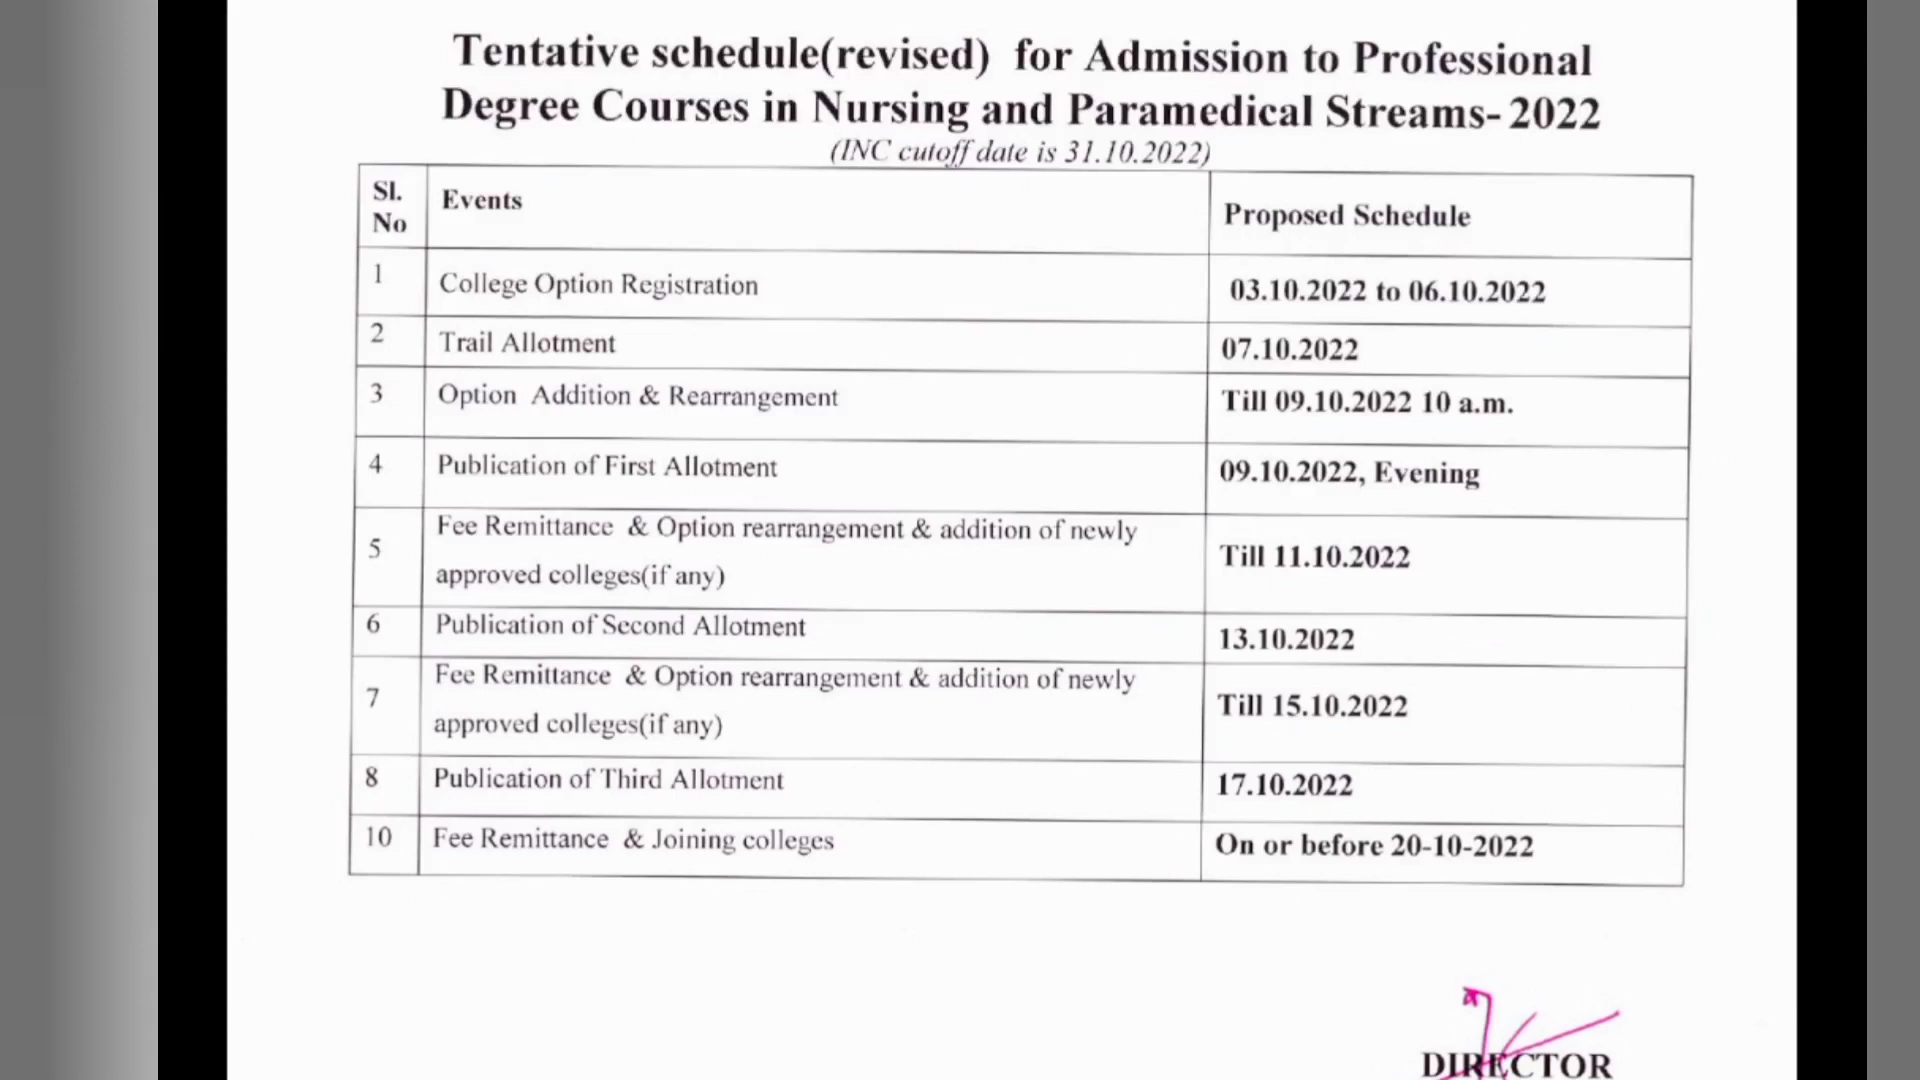 Tentative schedule(revised) for Admission to Professional
Degree Courses in Nursing and Paramedical Streams- 2022
(INC cutoff date is 31.10.2022)
Sl. No Events Proposed Schedule
1 College Option Registration 03.10.2022 to 06.10.2022
2 Trail Allotment 07.10.2022
3 Option Addition & Rearrangement Till 09.10.2022 10 a.m.
4 Publication of First Allotment 09.10.2022, Evening
5 Fee Remittance & Option rearrangement & addition of newly
approved colleges(if any) Till 11.10.2022
6 Publication of Second Allotment 13.10.2022
7 Fee Remittance & Option rearrangement & addition of newly
approved colleges(if any) Till 15.10.2022
8 Publication of Third Allotment 17.10.2022
10 Fee Remittance & Joining colleges On or before 20-10-2022
DIRECTOR